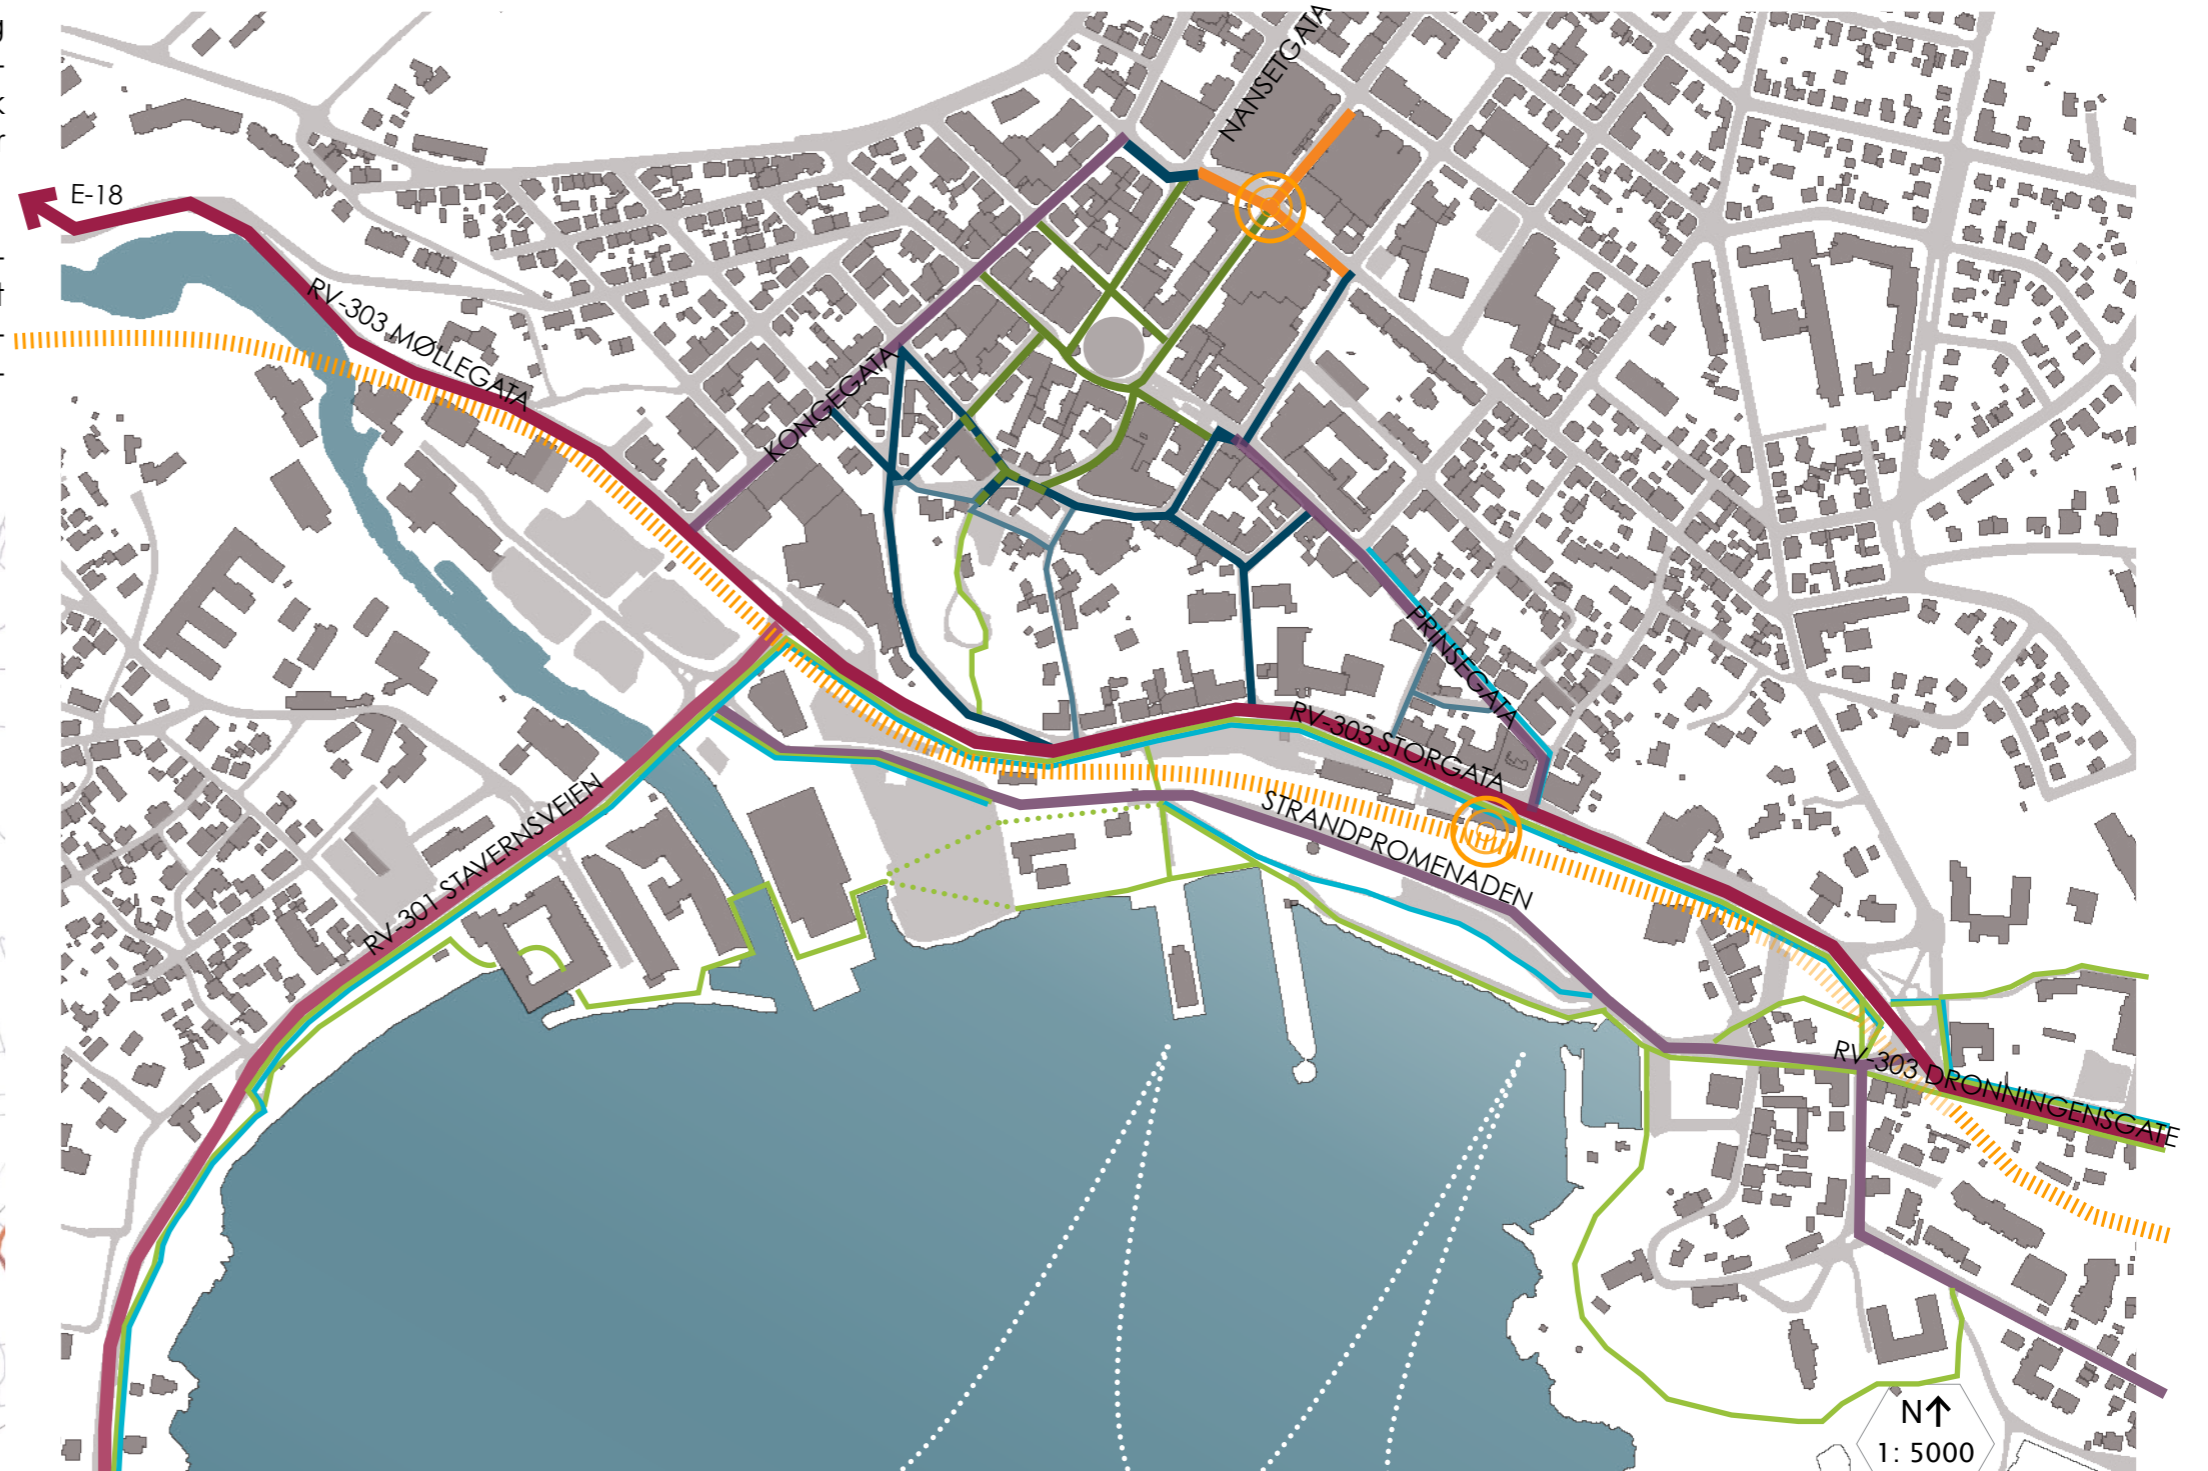 NANSETGATA
E-18
RV-303 MØLLEGATA
KONGEGATA
PRINSEGATA
RV-303 STORGATA
STRANDPROMENADEN
RV-301 STAVERNSVEIEN
RV-303 DRONNINGENSGATE
N↑
1: 5000